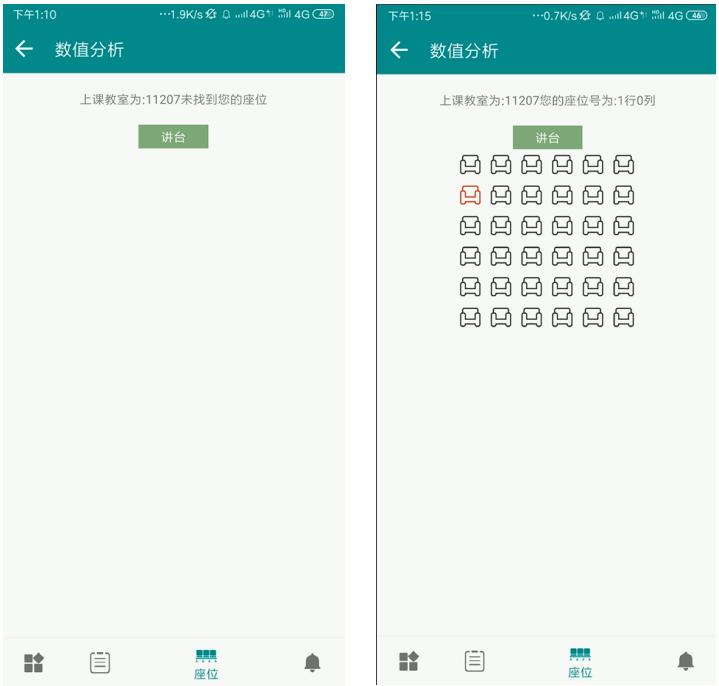 下午1:10
···1.9K/s
4G
HD
4G
47
数值分析
上课教室为:11207未找到您的座位
讲台
座位
下午1:15
···0.7K/s
4G
HD
4G
46
数值分析
上课教室为:11207您的座位号为:1行0列
讲台
座位